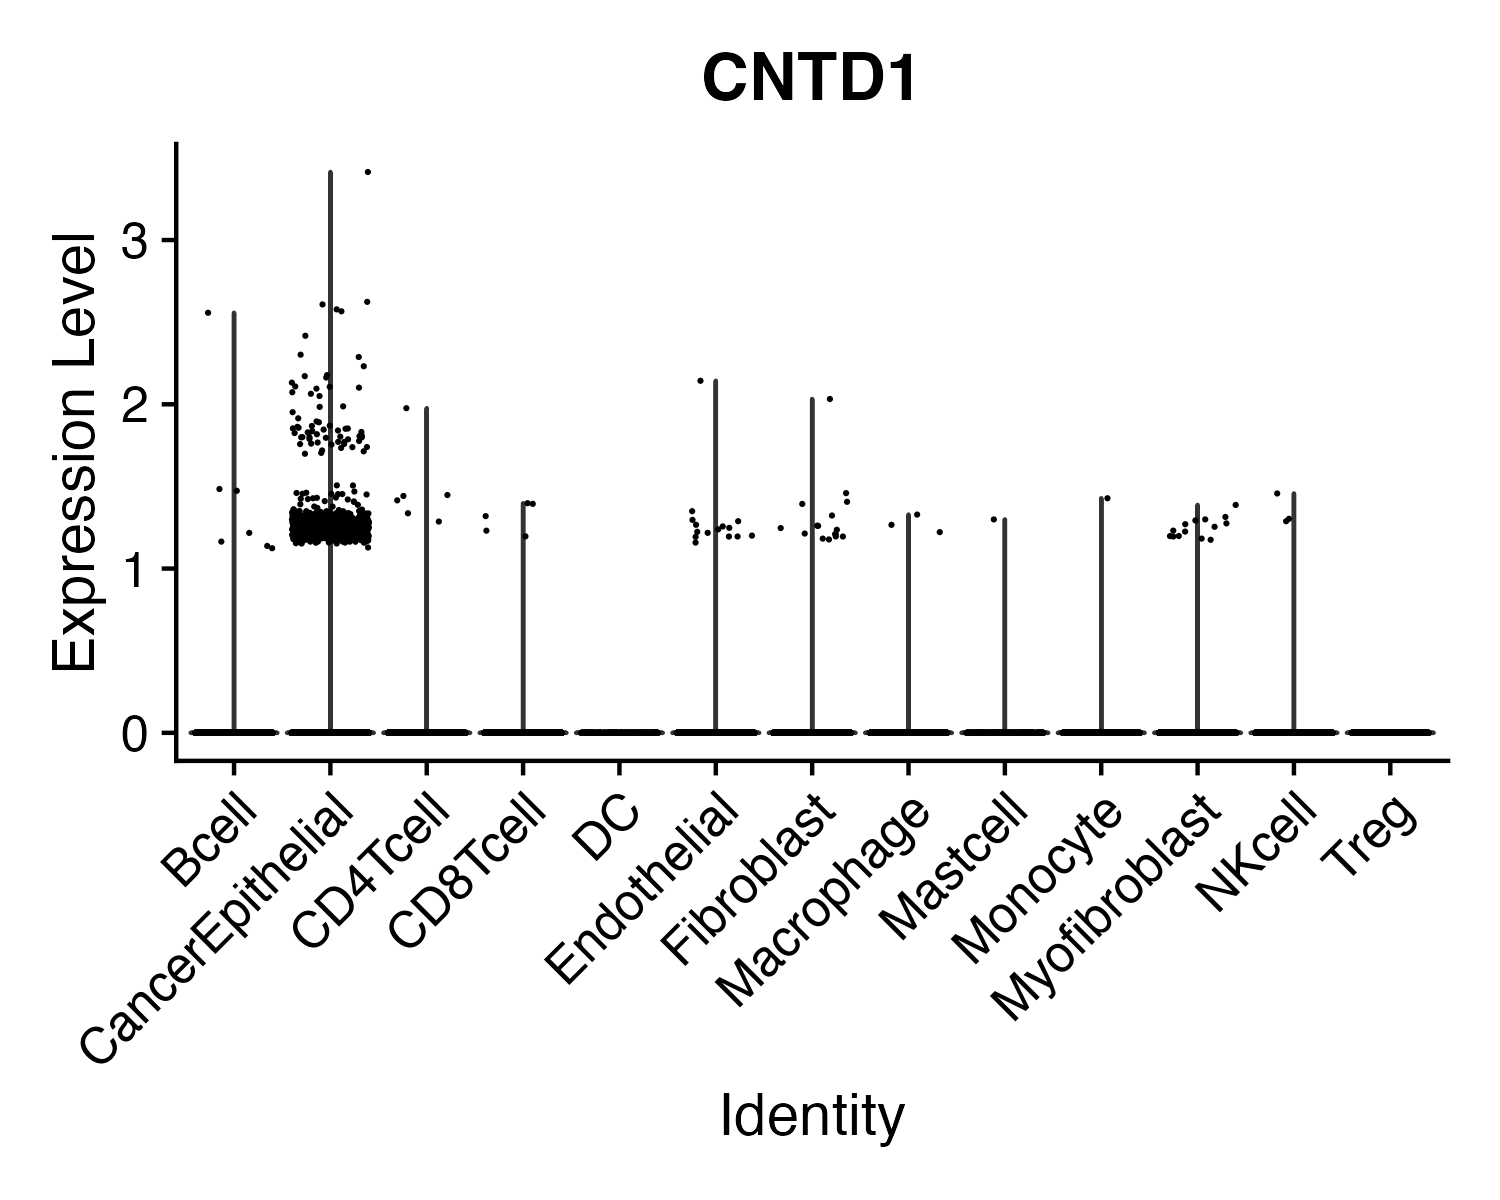 CNTD1
Expression Level
3
2
1
0
Bcell
CancerEpithelial
CD4Tcell
CD8Tcell
DC
Endothelial
Fibroblast
Macrophage
Mastcell
Monocyte
Myofibroblast
NKcell
Treg
Identity